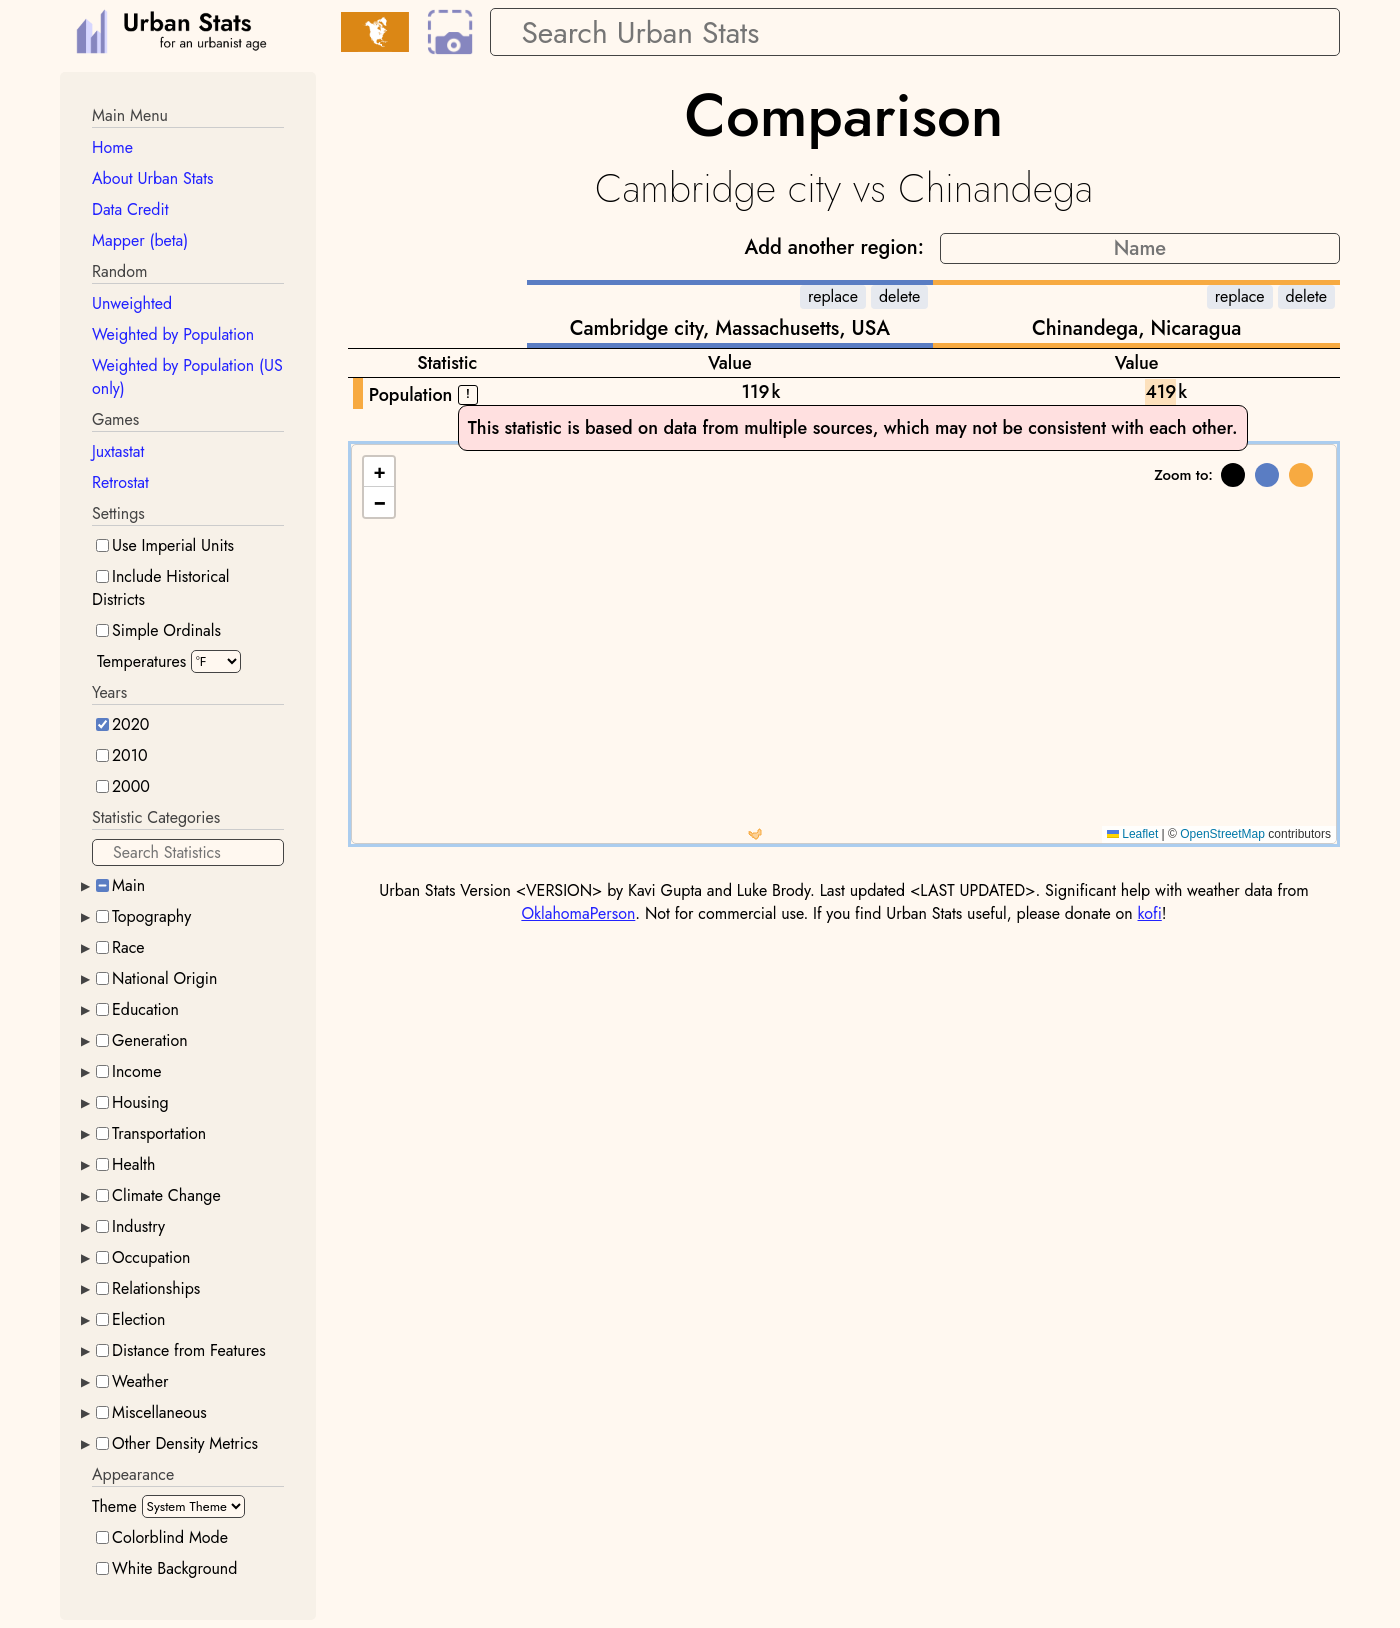 Urban Stats
for an urbanist age
Search Urban Stats
Main Menu
Home
About Urban Stats
Data Credit
Mapper (beta)
Random
Unweighted
Weighted by Population
Weighted by Population (US
only)
Games
Juxtastat
Retrostat
Settings
Use Imperial Units
Include Historical
Districts
Simple Ordinals
Temperatures °F
Years
2020
2010
2000
Statistic Categories
Search Statistics
Main
Topography
Race
National Origin
Education
Generation
Income
Housing
Transportation
Health
Climate Change
Industry
Occupation
Relationships
Election
Distance from Features
Weather
Miscellaneous
Other Density Metrics
Appearance
Theme System Theme
Colorblind Mode
White Background
Comparison
Cambridge city vs Chinandega
Add another region: Name
replace delete replace delete
Cambridge city, Massachusetts, USA Chinandega, Nicaragua
Statistic Value Value
Population ! 119 k 419 k
This statistic is based on data from multiple sources, which may not be consistent with each other.
+
−
Zoom to:
Leaflet | © OpenStreetMap contributors
Urban Stats Version <VERSION> by Kavi Gupta and Luke Brody. Last updated <LAST UPDATED>. Significant help with weather data from
OklahomaPerson. Not for commercial use. If you find Urban Stats useful, please donate on kofi!